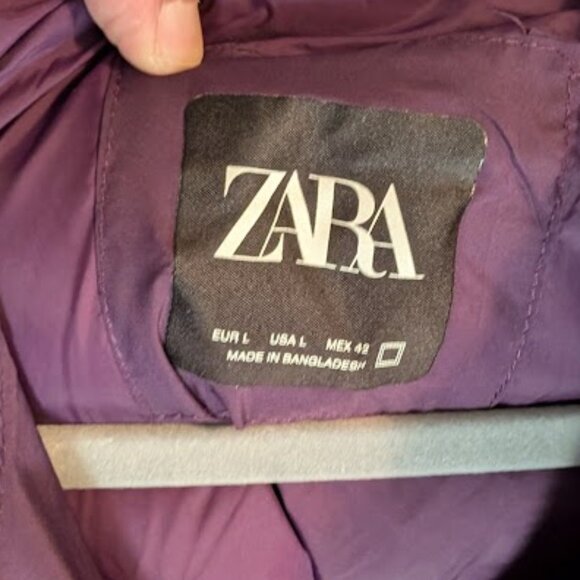 ZARA
EUR L USA L MEX 42
MADE IN BANGLADESH